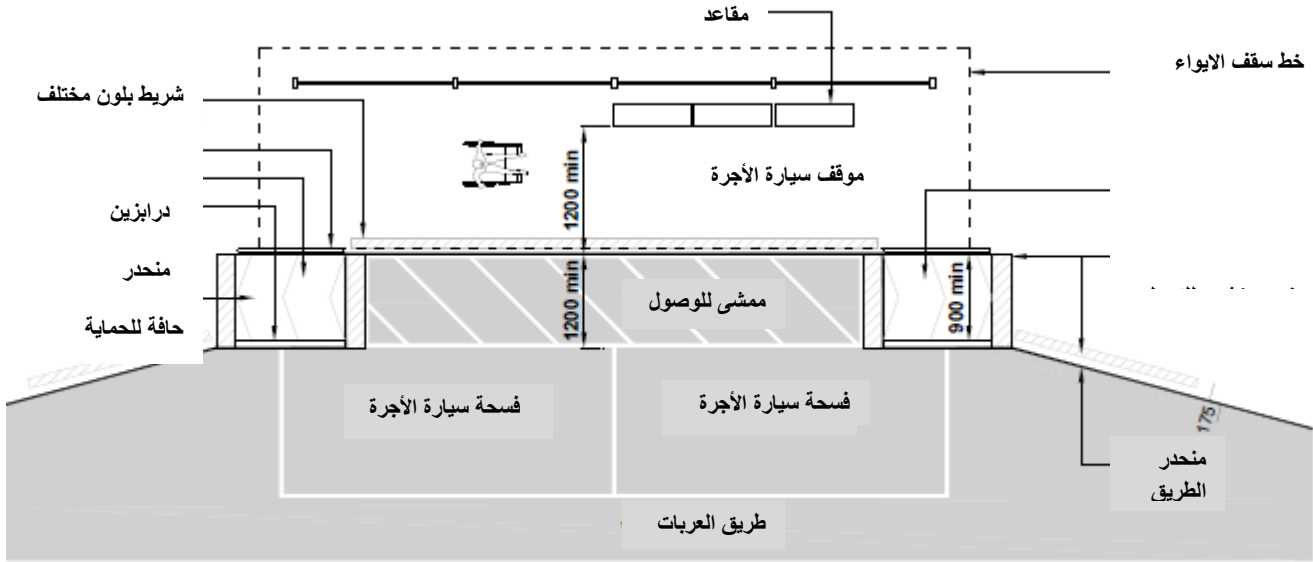 مقاعد
خط سقف الايواء
شريط بلون مختلف
1200 min
موقف سيارة الأجرة
درابزين
منحدر
حافة للحماية
1200 min
ممشى للوصول
900 min
فسحة سيارة الأجرة
فسحة سيارة الأجرة
175
منحدر
الطريق
طريق العربات